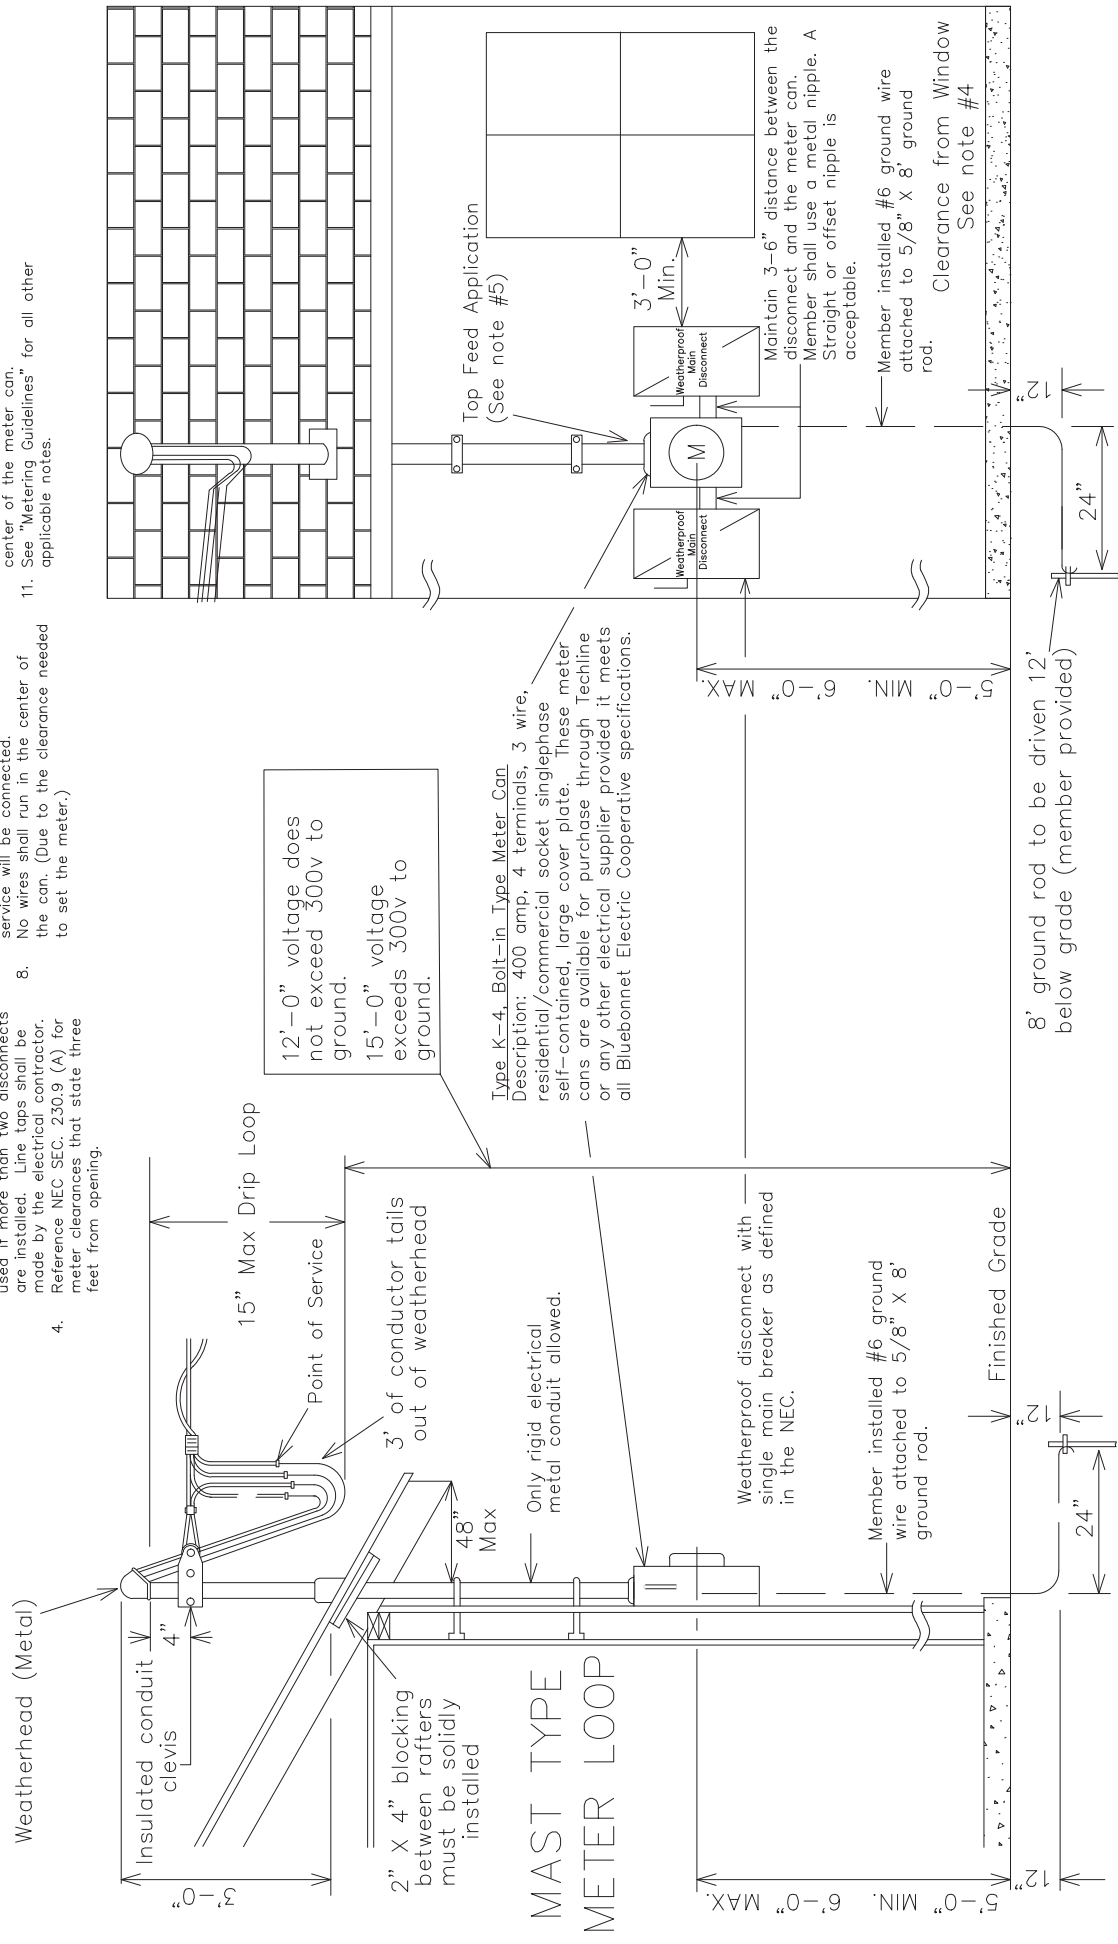 used if more than two disconnects
are installed. Line taps shall be
made by the electrical contractor.
4. Reference NEC SEC. 230.9 (A) for
meter clearances that state three
feet from opening.
service will be connected.
8. No wires shall run in the center of
the can. (Due to the clearance needed
to set the meter.)
center of the meter can.
11. See "Metering Guidelines" for all other
applicable notes.
Weatherhead (Metal)
Insulated conduit
clevis
4"
3'-0"
15" Max Drip Loop
Point of Service
3' of conductor tails
out of weatherhead
2" X 4" blocking
between rafters
must be solidly
installed
48"
Max
Only rigid electrical
metal conduit allowed.
12'-0" voltage does
not exceed 300v to
ground.
15'-0" voltage
exceeds 300v to
ground.
MAST TYPE
METER LOOP
Type K-4, Bolt-in Type Meter Can
Description: 400 amp, 4 terminals, 3 wire,
residential/commercial socket singlephase
self-contained, large cover plate. These meter
cans are available for purchase through Techline
or any other electrical supplier provided it meets
all Bluebonnet Electric Cooperative specifications.
Weatherproof disconnect with
single main breaker as defined
in the NEC.
Member installed #6 ground
wire attached to 5/8" X 8'
ground rod.
5'-0" MIN. 6'-0" MAX.
12"
Finished Grade
12"
24"
Top Feed Application
(See note #5)
3'-0"
Min.
Weatherproof
Main
Disconnect
M
Weatherproof
Main
Disconnect
Maintain 3-6" distance between the
disconnect and the meter can.
Member shall use a metal nipple. A
Straight or offset nipple is
acceptable.
Member installed #6 ground wire
attached to 5/8" X 8' ground
rod.
Clearance from Window
See note #4
5'-0" MIN. 6'-0" MAX.
12"
24"
8' ground rod to be driven 12'
below grade (member provided)